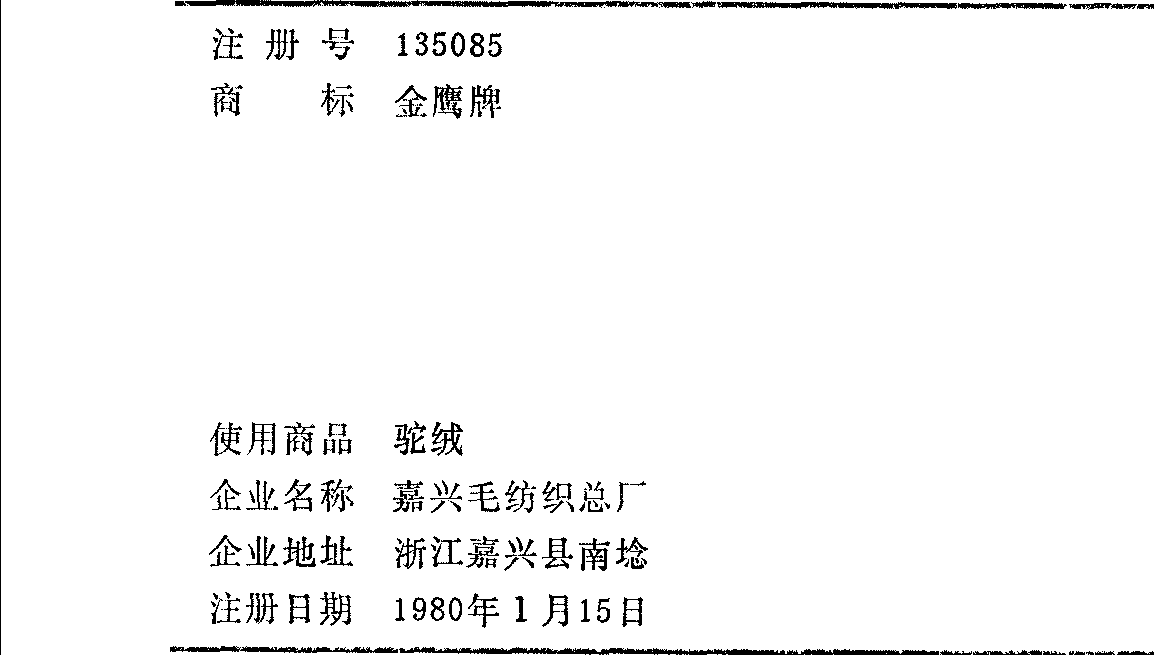 注册号 135085
商标 金鹰牌
使用商品 驼绒
企业名称 嘉兴毛纺织总厂
企业地址 浙江嘉兴县南埝
注册日期 1980年1月15日